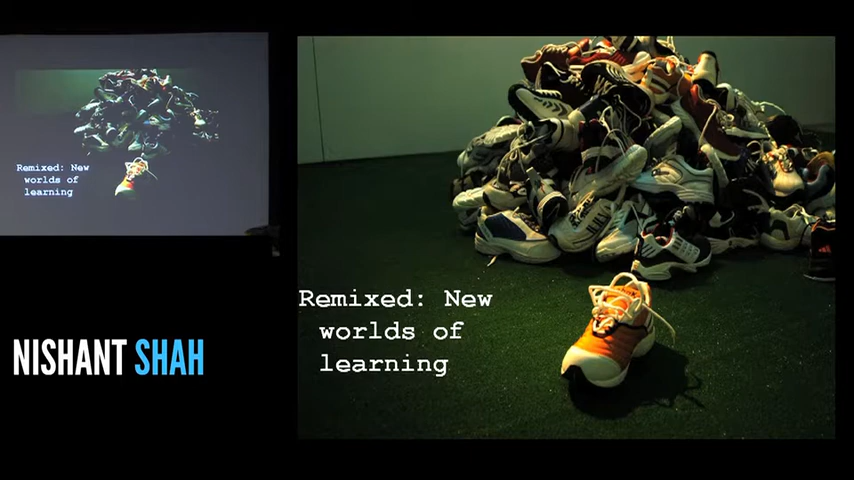 Remixed: New
worlds of
learning
NISHANT SHAH
Remixed: New
worlds of
learning